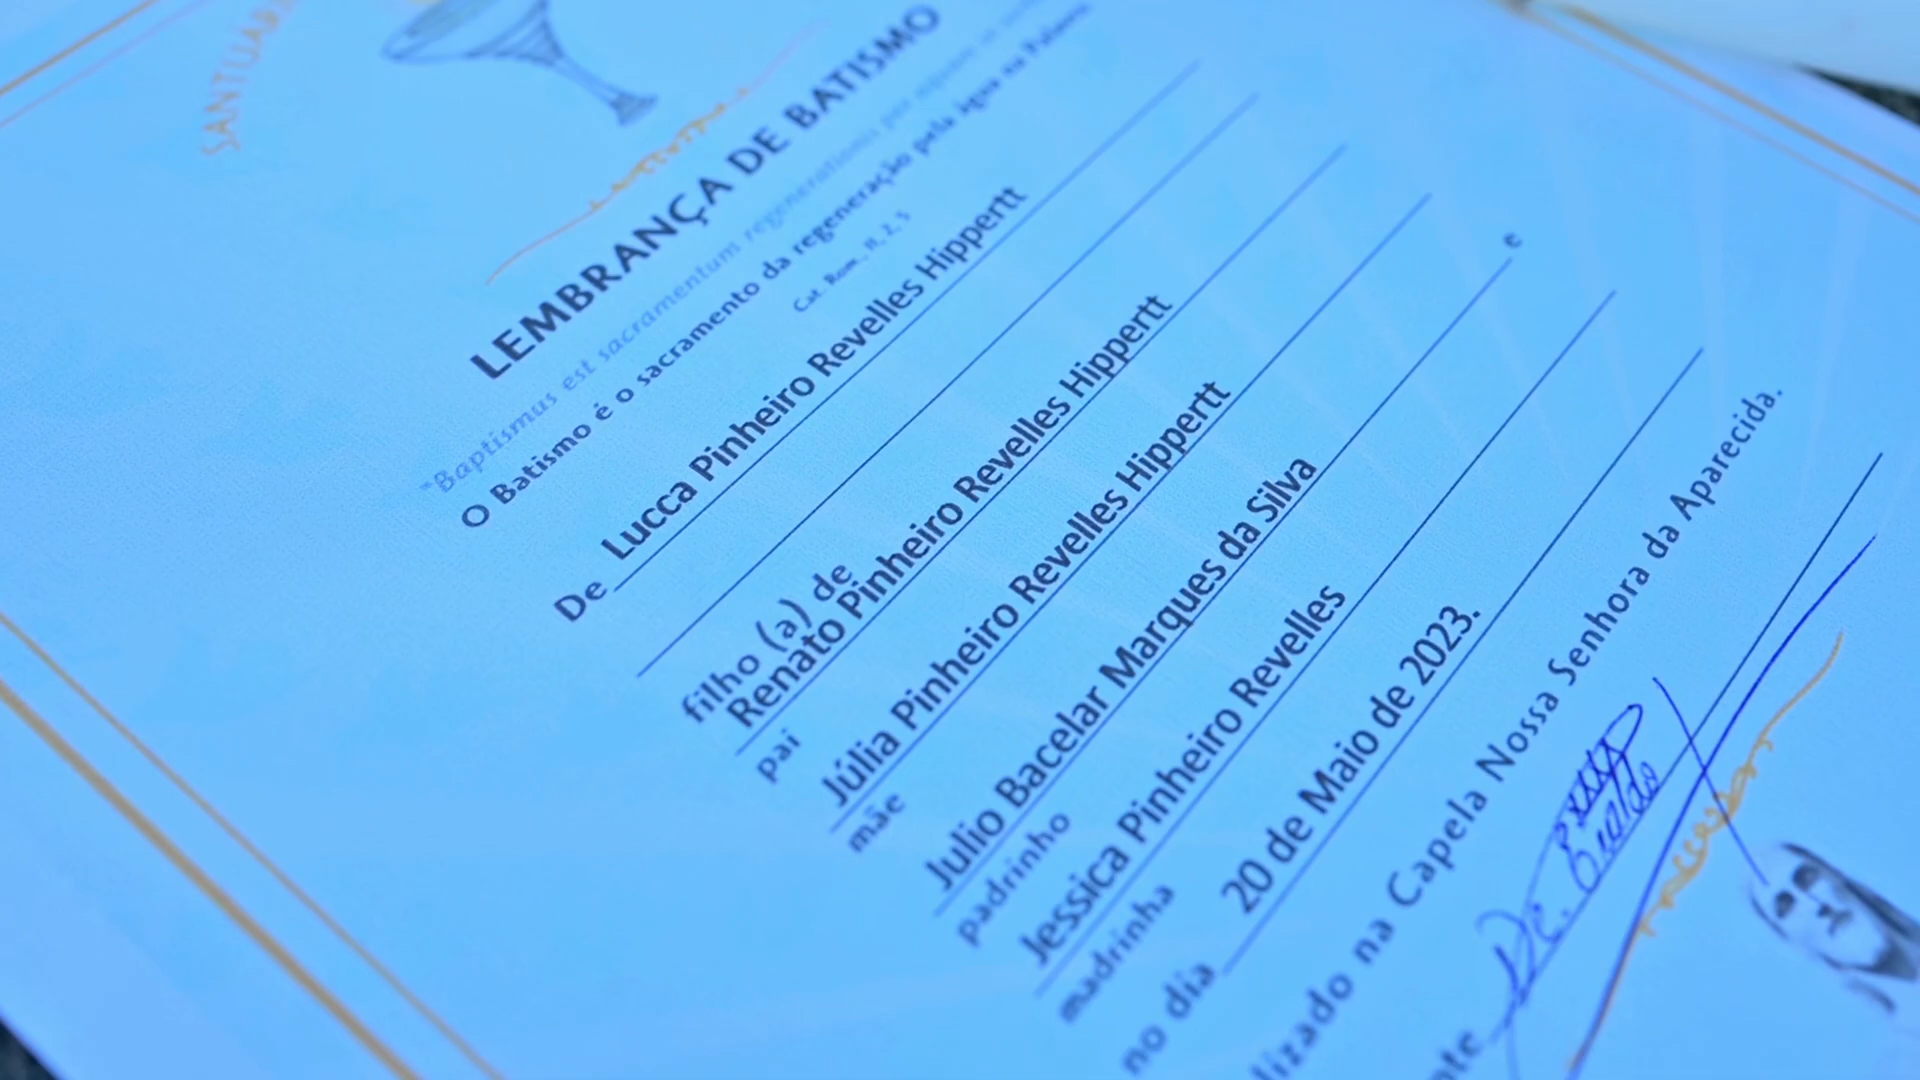 SANTUÁR
LEMBRANÇA DE BATISMO
"Baptismus est sacramentum regenerationis per aquam in
O Batismo é o sacramento da regeneração pela água na Palavra
Cat. Rom., II, 2, 5
De Lucca Pinheiro Revelles Hippertt
filho (a) de
Renato Pinheiro Revelles Hippertt
pai
Júlia Pinheiro Revelles Hippertt
mãe
Julio Bacelar Marques da Silva e
padrinho
Jessica Pinheiro Revelles
madrinha
no dia 20 de Maio de 2023.
lizado na Capela Nossa Senhora da Aparecida.
nte